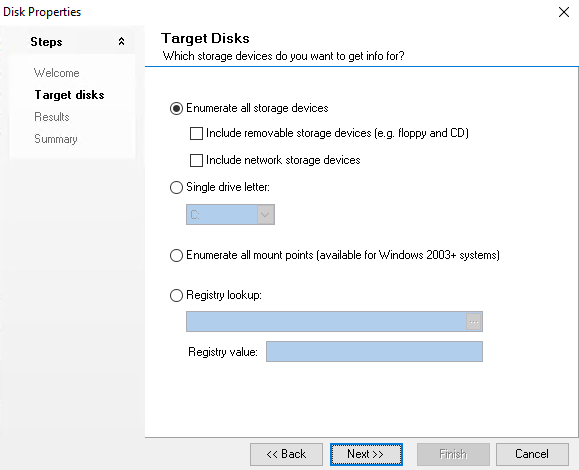 Disk Properties
Steps
Welcome
Target disks
Results
Summary
Target Disks
Which storage devices do you want to get info for?
Enumerate all storage devices
Include removable storage devices (e.g. floppy and CD)
Include network storage devices
Single drive letter:
C:
Enumerate all mount points (available for Windows 2003+ systems)
Registry lookup:
...
Registry value:
<< Back
Next >>
Finish
Cancel